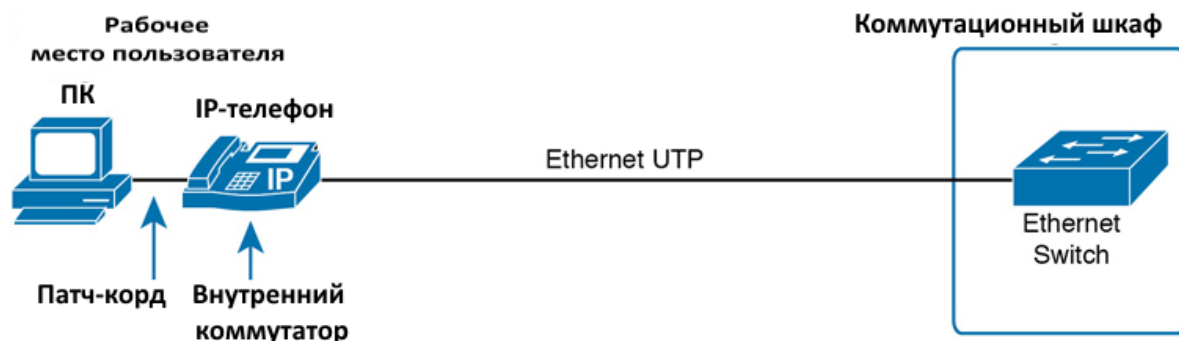 Рабочее
место пользователя
Коммутационный шкаф
ПК
IP-телефон
IP
Ethernet UTP
Ethernet
Switch
Патч-корд
Внутренний
коммутатор